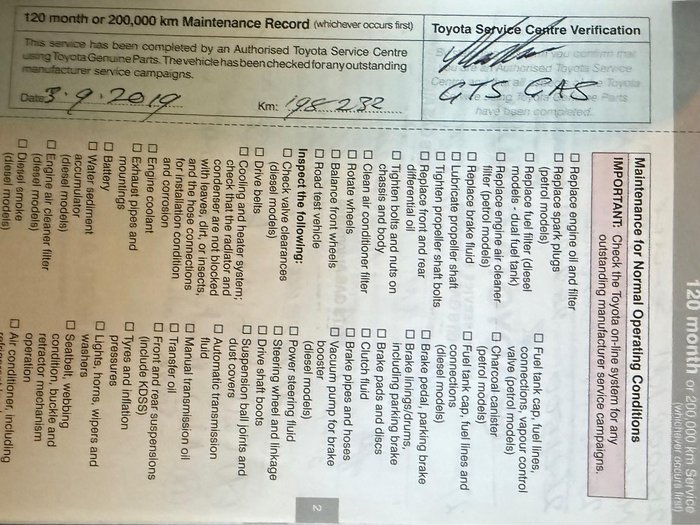 120 month or 200,000 km Maintenance Record (whichever occurs first)
This service has been completed by an Authorised Toyota Service Centre
using Toyota Genuine Parts. The vehicle has been checked for any outstanding
manufacturer service campaigns.
Date: 3.9.2019 Km: 198232
Toyota Service Centre Verification
GTS GAS
have been completed.
120 month or 200,000 km Service
(whichever occurs first)
Maintenance for Normal Operating Conditions
IMPORTANT: Check the Toyota on-line system for any
outstanding manufacturer service campaigns.
☐ Replace engine oil and filter
☐ Replace spark plugs
(petrol models)
☐ Replace fuel filter (diesel
models - dual fuel tank)
☐ Replace engine air cleaner
filter (petrol models)
☐ Replace brake fluid
☐ Lubricate propeller shaft
☐ Tighten propeller shaft bolts
☐ Replace front and rear
differential oil
☐ Tighten bolts and nuts on
chassis and body
☐ Clean air conditioner filter
☐ Rotate wheels
☐ Balance front wheels
☐ Road test vehicle
Inspect the following:
☐ Check valve clearances
(diesel models)
☐ Drive belts
☐ Cooling and heater system;
check that the radiator and
condenser are not blocked
with leaves, dirt, or insects,
and the hose connections
for installation condition
and corrosion
☐ Engine coolant
☐ Exhaust pipes and
mountings
☐ Battery
☐ Water sediment
accumulator
(diesel models)
☐ Engine air cleaner filter
(diesel models)
☐ Diesel smoke
(diesel models)
☐ Fuel tank cap, fuel lines,
connections, vapour control
valve (petrol models)
☐ Charcoal canister
(petrol models)
☐ Fuel tank cap, fuel lines and
connections
(diesel models)
☐ Brake pedal, parking brake
☐ Brake linings/drums
including parking brake
☐ Brake pads and discs
☐ Clutch fluid
☐ Brake pipes and hoses
☐ Vacuum pump for brake
booster
(diesel models)
☐ Power steering fluid
☐ Steering wheel and linkage
☐ Drive shaft boots
☐ Suspension ball joints and
dust covers
☐ Automatic transmission
fluid
☐ Manual transmission oil
☐ Transfer oil
☐ Front and rear suspensions
(include KDSS)
☐ Tyres and inflation
pressures
☐ Lights, horns, wipers and
washers
☐ Seatbelt, webbing
condition, buckle and
retractor mechanism
operation
☐ Air conditioner, including
2